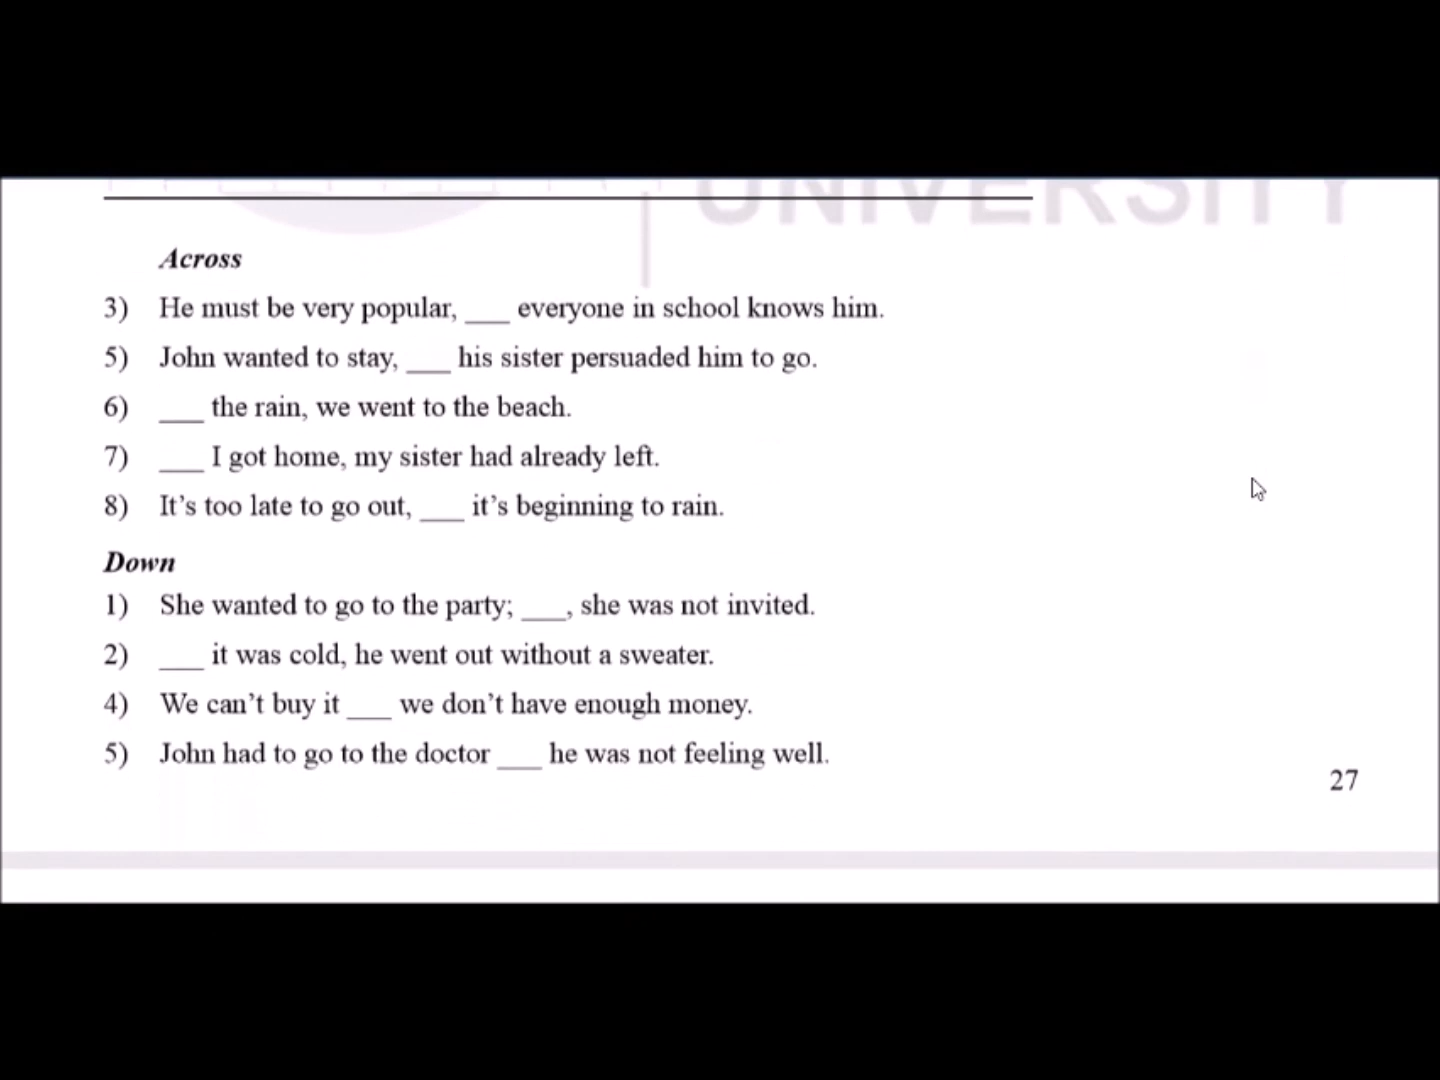 UNIVERSITY
Across
3) He must be very popular, ___ everyone in school knows him.
5) John wanted to stay, ___ his sister persuaded him to go.
6) ___ the rain, we went to the beach.
7) ___ I got home, my sister had already left.
8) It’s too late to go out, ___ it’s beginning to rain.
Down
1) She wanted to go to the party; ___, she was not invited.
2) ___ it was cold, he went out without a sweater.
4) We can’t buy it ___ we don’t have enough money.
5) John had to go to the doctor ___ he was not feeling well.
27